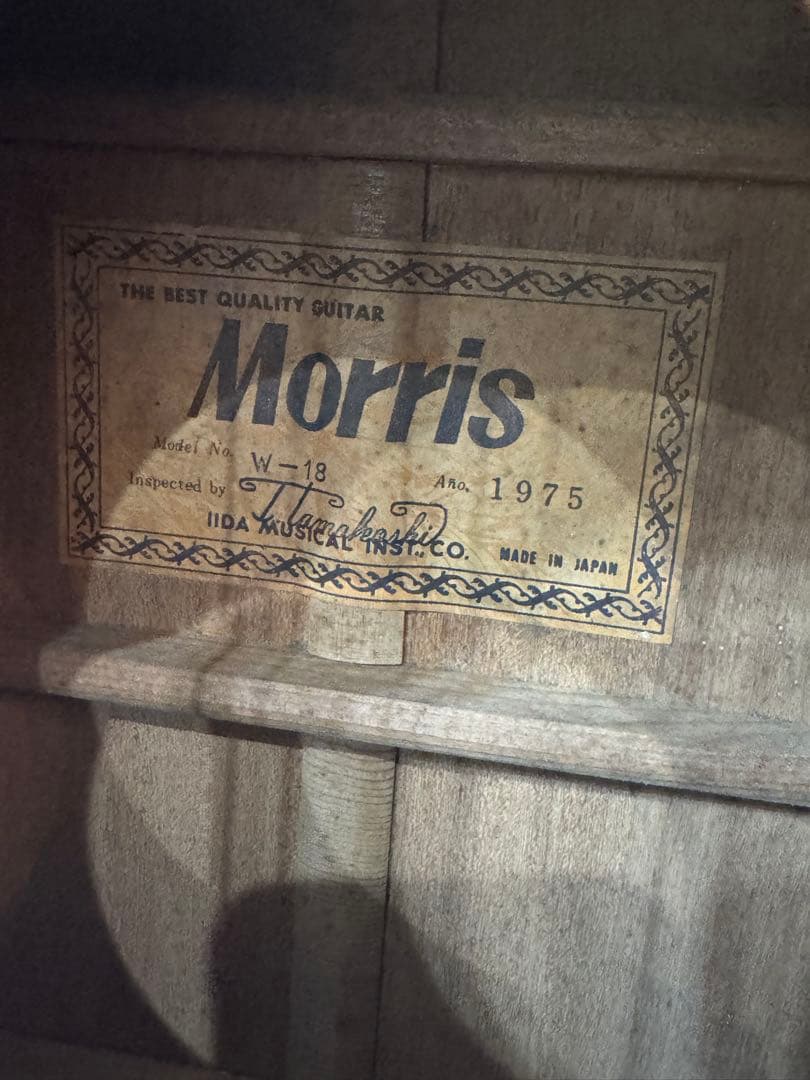 THE BEST QUALITY GUITAR
Morris
Model No. W-18
Año. 1975
Inspected by
IIDA MUSICAL INST. CO.
MADE IN JAPAN